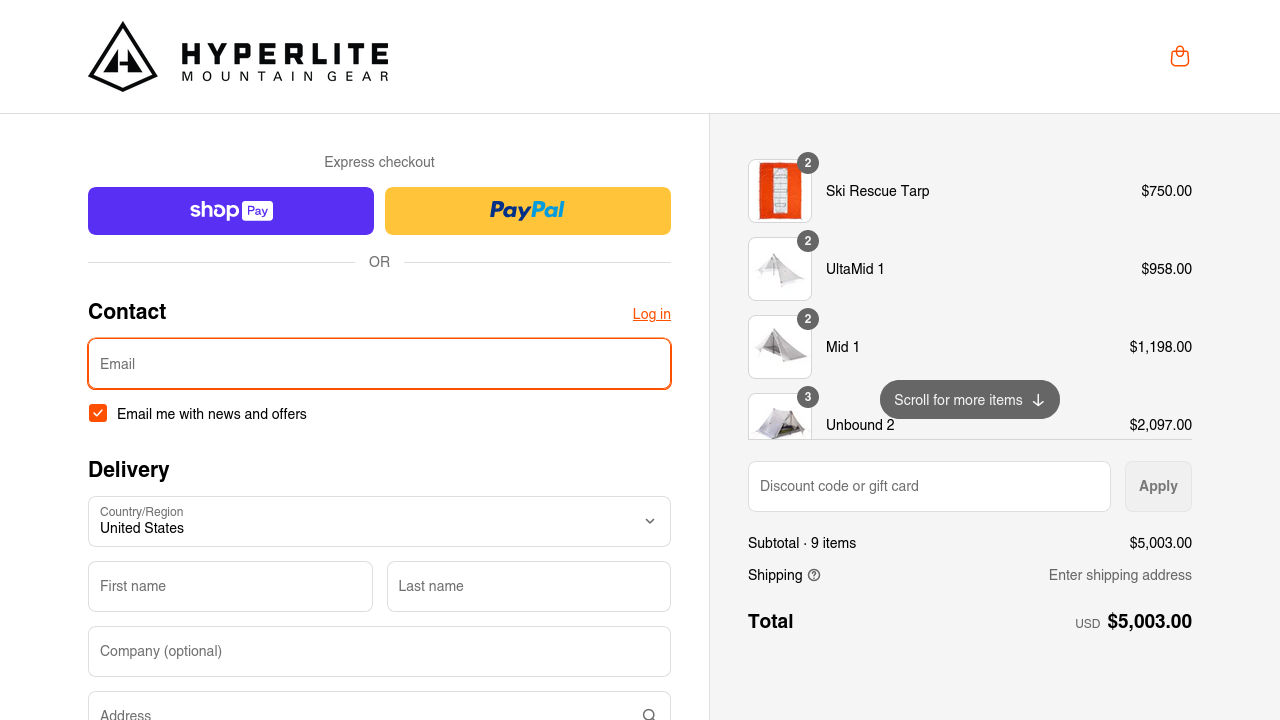 HYPERLITE
MOUNTAIN GEAR
Express checkout
shop Pay
PayPal
OR
Contact
Log in
Email
Email me with news and offers
Delivery
Country/Region
United States
First name
Last name
Company (optional)
Address
2
Ski Rescue Tarp
$750.00
2
UltaMid 1
$958.00
2
Mid 1
$1,198.00
3
Unbound 2
$2,097.00
Scroll for more items
Discount code or gift card
Apply
Subtotal · 9 items
$5,003.00
Shipping
Enter shipping address
Total
USD $5,003.00